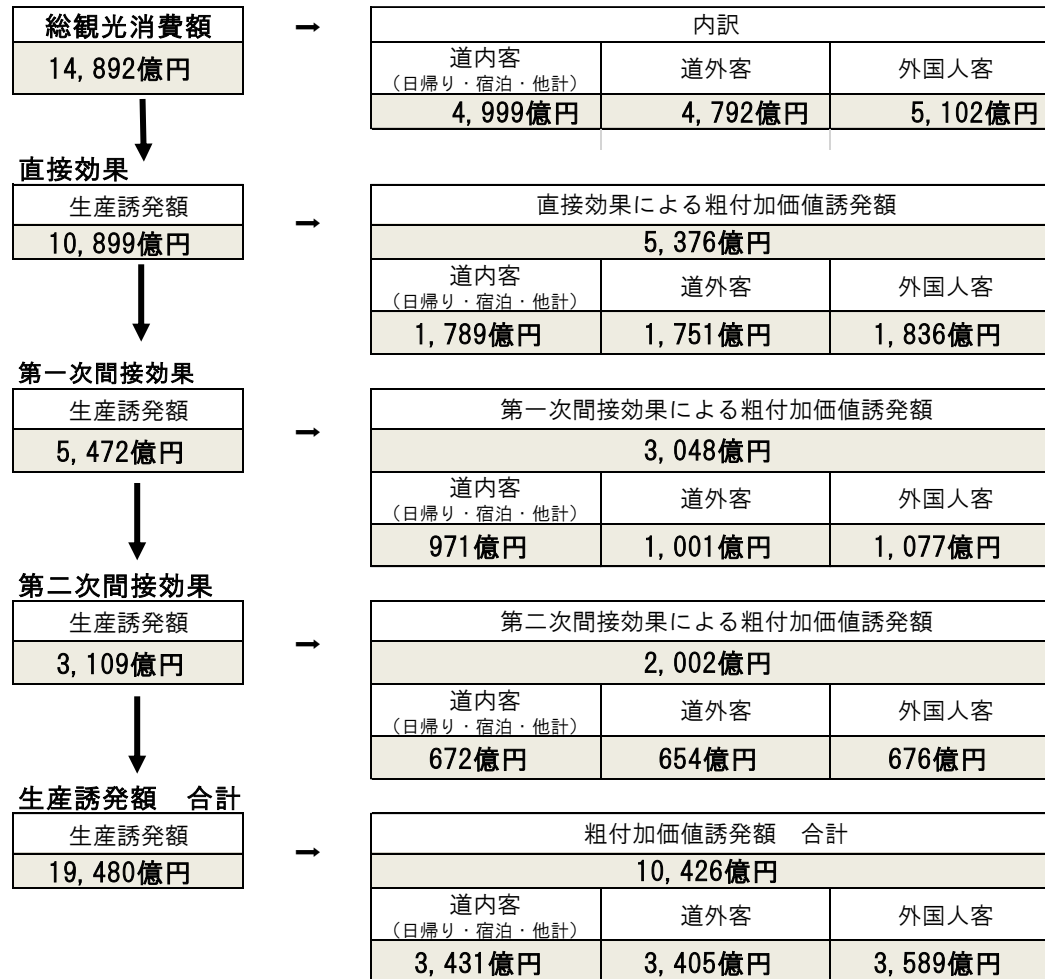 総観光消費額 → 内訳
14,892億円
道内客 道外客 外国人客
（日帰り・宿泊・他計）
4,999億円 4,792億円 5,102億円
直接効果
生産誘発額 → 直接効果による粗付加価値誘発額
10,899億円 5,376億円
道内客 道外客 外国人客
（日帰り・宿泊・他計）
1,789億円 1,751億円 1,836億円
第一次間接効果
生産誘発額 → 第一次間接効果による粗付加価値誘発額
5,472億円 3,048億円
道内客 道外客 外国人客
（日帰り・宿泊・他計）
971億円 1,001億円 1,077億円
第二次間接効果
生産誘発額 → 第二次間接効果による粗付加価値誘発額
3,109億円 2,002億円
道内客 道外客 外国人客
（日帰り・宿泊・他計）
672億円 654億円 676億円
生産誘発額　合計
生産誘発額 → 粗付加価値誘発額　合計
19,480億円 10,426億円
道内客 道外客 外国人客
（日帰り・宿泊・他計）
3,431億円 3,405億円 3,589億円